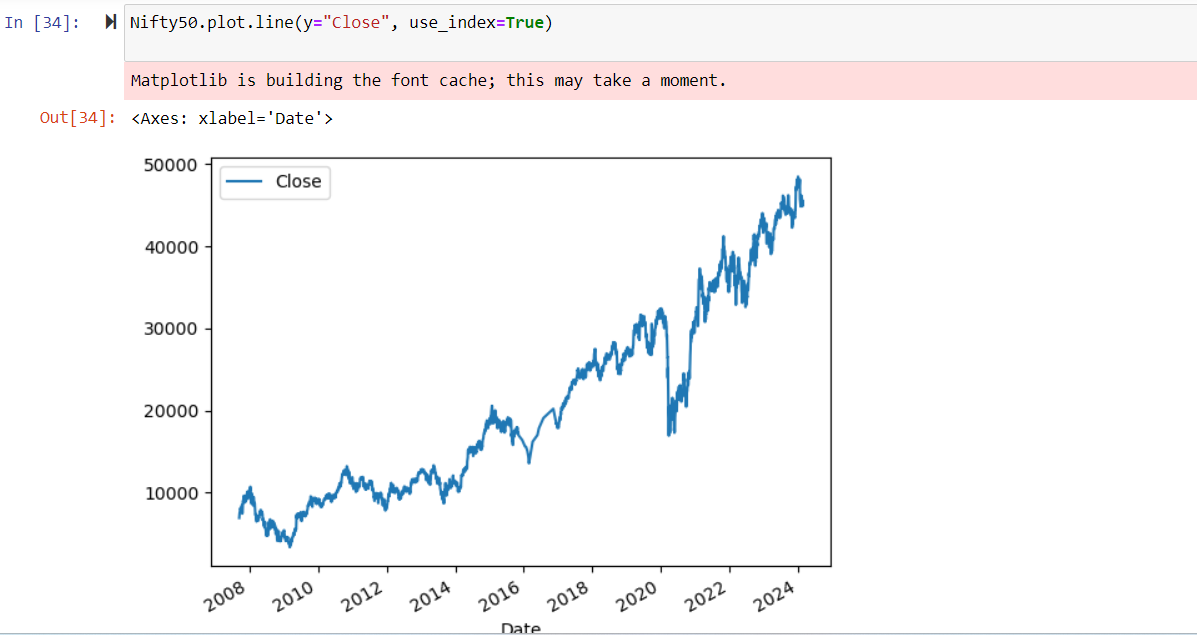 In [34]: Nifty50.plot.line(y="Close", use_index=True)
Matplotlib is building the font cache; this may take a moment.
Out[34]: <Axes: xlabel='Date'>
Close
50000
40000
30000
20000
10000
2008 2010 2012 2014 2016 2018 2020 2022 2024
Date